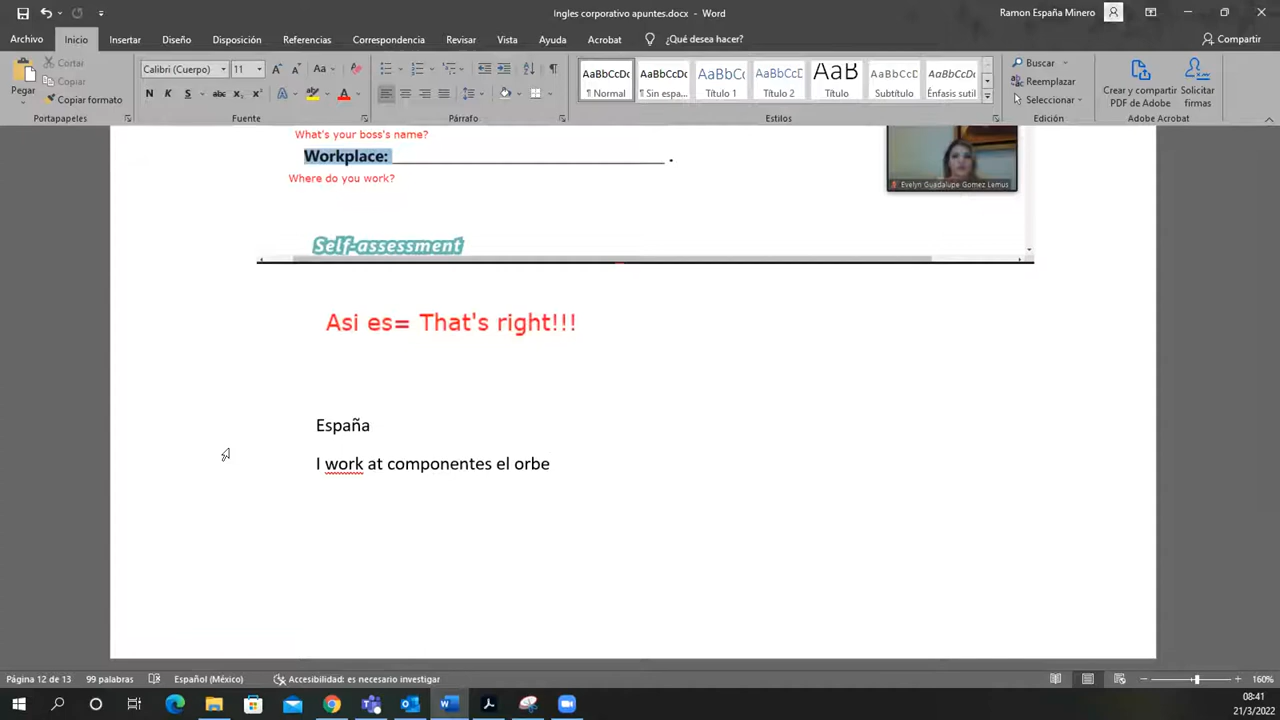 Ingles corporativo apuntes.docx - Word
Ramon España Minero
Archivo Inicio Insertar Diseño Disposición Referencias Correspondencia Revisar Vista Ayuda Acrobat ¿Qué desea hacer? Compartir
Pegar
Cortar
Copiar
Copiar formato
Portapapeles
Calibri (Cuerpo) 11
Fuente
Párrafo
AaBbCcDc AaBbCcDc AaBbCc AaBbCcC AaB AaBbCcC AaBbCcDc
¶ Normal ¶ Sin espa... Título 1 Título 2 Título Subtítulo Énfasis sutil
Estilos
Buscar
Reemplazar
Seleccionar
Edición
Crear y compartir PDF de Adobe
Solicitar firmas
Adobe Acrobat
What's your boss's name?
Workplace: ______________________________ .
Where do you work?
Evelyn Guadalupe Gomez Lemus
Self-assessment
Asi es= That's right!!!
España
I work at componentes el orbe
Página 12 de 13 99 palabras Español (México) Accesibilidad: es necesario investigar 160%
08:41
21/3/2022